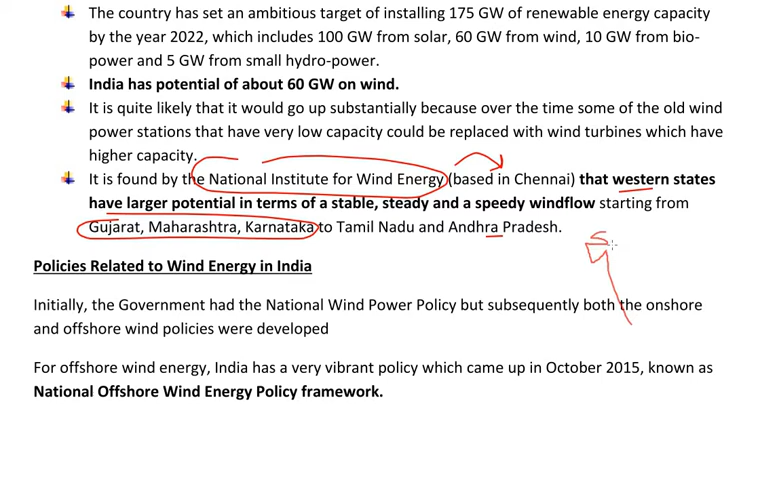 The country has set an ambitious target of installing 175 GW of renewable energy capacity
by the year 2022, which includes 100 GW from solar, 60 GW from wind, 10 GW from bio-
power and 5 GW from small hydro-power.
India has potential of about 60 GW on wind.
It is quite likely that it would go up substantially because over the time some of the old wind
power stations that have very low capacity could be replaced with wind turbines which have
higher capacity.
It is found by the National Institute for Wind Energy (based in Chennai) that western states
have larger potential in terms of a stable, steady and a speedy windflow starting from
Gujarat, Maharashtra, Karnataka to Tamil Nadu and Andhra Pradesh.
Policies Related to Wind Energy in India
Initially, the Government had the National Wind Power Policy but subsequently both the onshore
and offshore wind policies were developed
For offshore wind energy, India has a very vibrant policy which came up in October 2015, known as
National Offshore Wind Energy Policy framework.